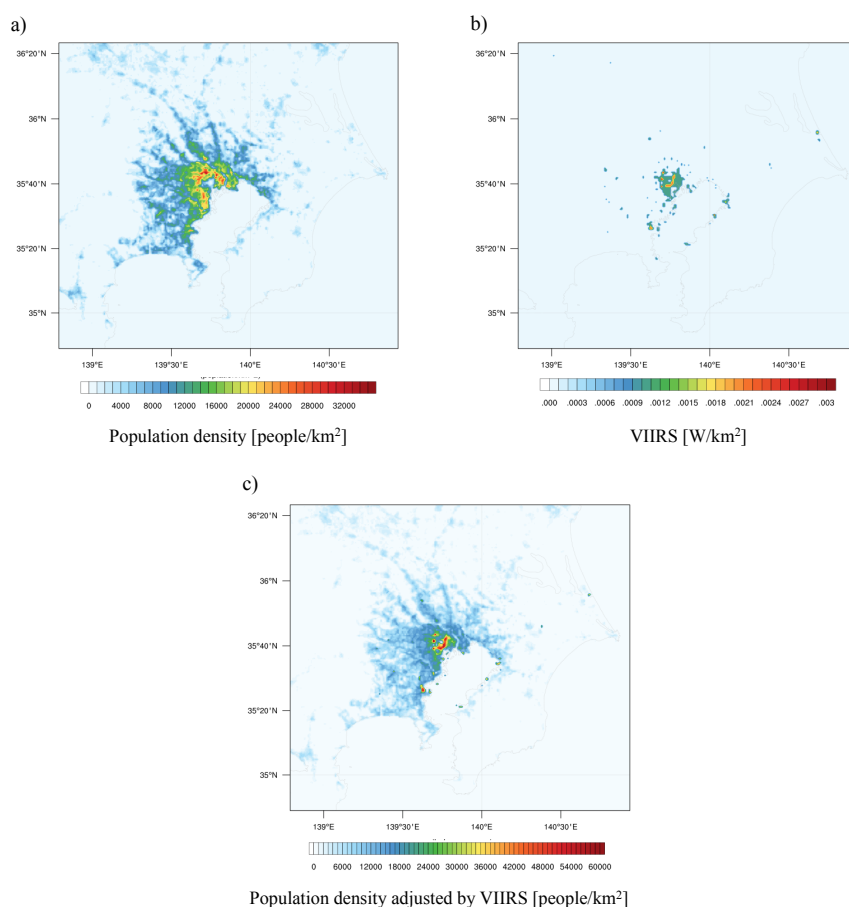 a)
b)
36°20'N
36°N
35°40'N
35°20'N
35°N
139°E
139°30'E
140°E
140°30'E
0 4000 8000 12000 16000 20000 24000 28000 32000
Population density [people/km²]
36°20'N
36°N
35°40'N
35°20'N
35°N
139°E
139°30'E
140°E
140°30'E
.000 .0003 .0006 .0009 .0012 .0015 .0018 .0021 .0024 .0027 .003
VIIRS [W/km²]
c)
36°20'N
36°N
35°40'N
35°20'N
35°N
139°E
139°30'E
140°E
140°30'E
0 6000 12000 18000 24000 30000 36000 42000 48000 54000 60000
Population density adjusted by VIIRS [people/km²]